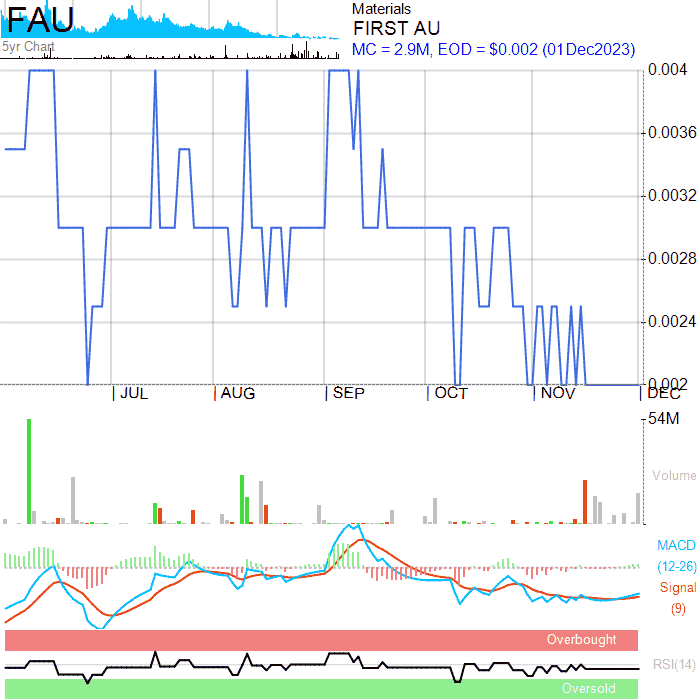 FAU
5yr Chart
Materials
FIRST AU
MC = 2.9M, EOD = $0.002 (01Dec2023)
0.004
0.0036
0.0032
0.0028
0.0024
0.002
JUL
AUG
SEP
OCT
NOV
DEC
54M
Volume
MACD
(12-26)
Signal
(9)
Overbought
RSI(14)
Oversold